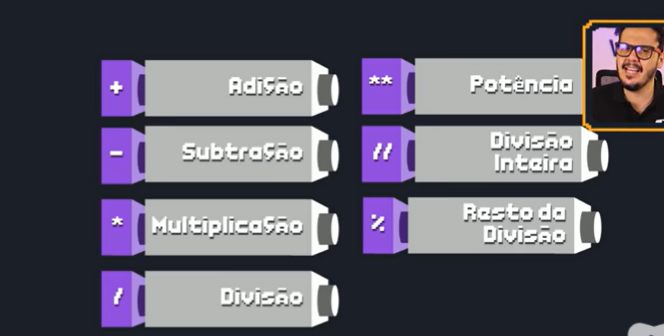 + Adição
- Subtração
* Multiplicação
/ Divisão
** Potência
// Divisão
Inteira
% Resto da
Divisão